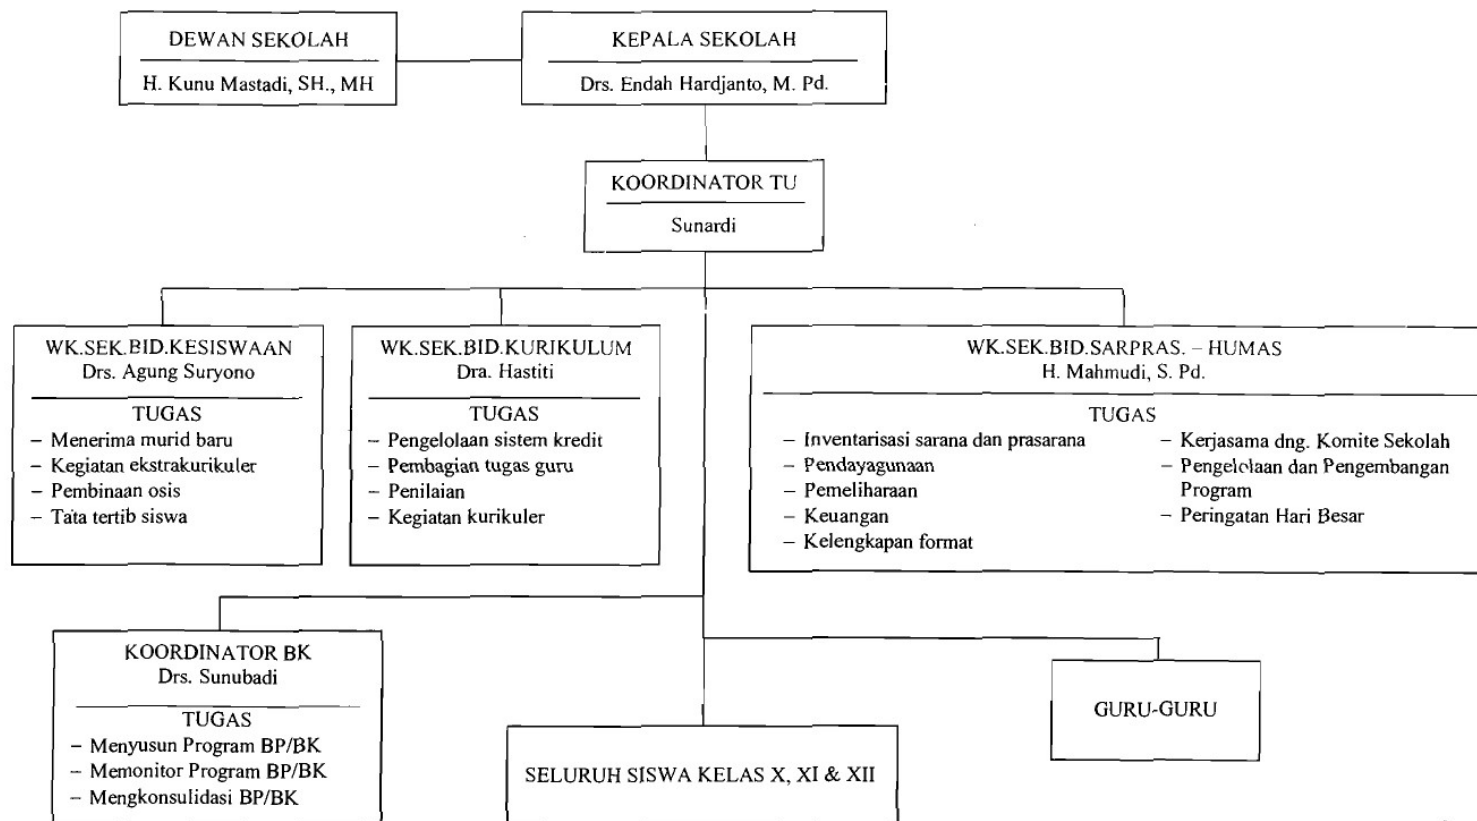 DEWAN SEKOLAH
H. Kunu Mastadi, SH., MH
KEPALA SEKOLAH
Drs. Endah Hardjanto, M. Pd.
KOORDINATOR TU
Sunardi
WK.SEK.BID.KESISWAAN
Drs. Agung Suryono
TUGAS
– Menerima murid baru
– Kegiatan ekstrakurikuler
– Pembinaan osis
– Tata tertib siswa
WK.SEK.BID.KURIKULUM
Dra. Hastiti
TUGAS
– Pengelolaan sistem kredit
– Pembagian tugas guru
– Penilaian
– Kegiatan kurikuler
WK.SEK.BID.SARPRAS. – HUMAS
H. Mahmudi, S. Pd.
TUGAS
– Inventarisasi sarana dan prasarana
– Pendayagunaan
– Pemeliharaan
– Keuangan
– Kelengkapan format
– Kerjasama dng. Komite Sekolah
– Pengelolaan dan Pengembangan
Program
– Peringatan Hari Besar
KOORDINATOR BK
Drs. Sunubadi
TUGAS
– Menyusun Program BP/BK
– Memonitor Program BP/BK
– Mengkonsulidasi BP/BK
SELURUH SISWA KELAS X, XI & XII
GURU-GURU